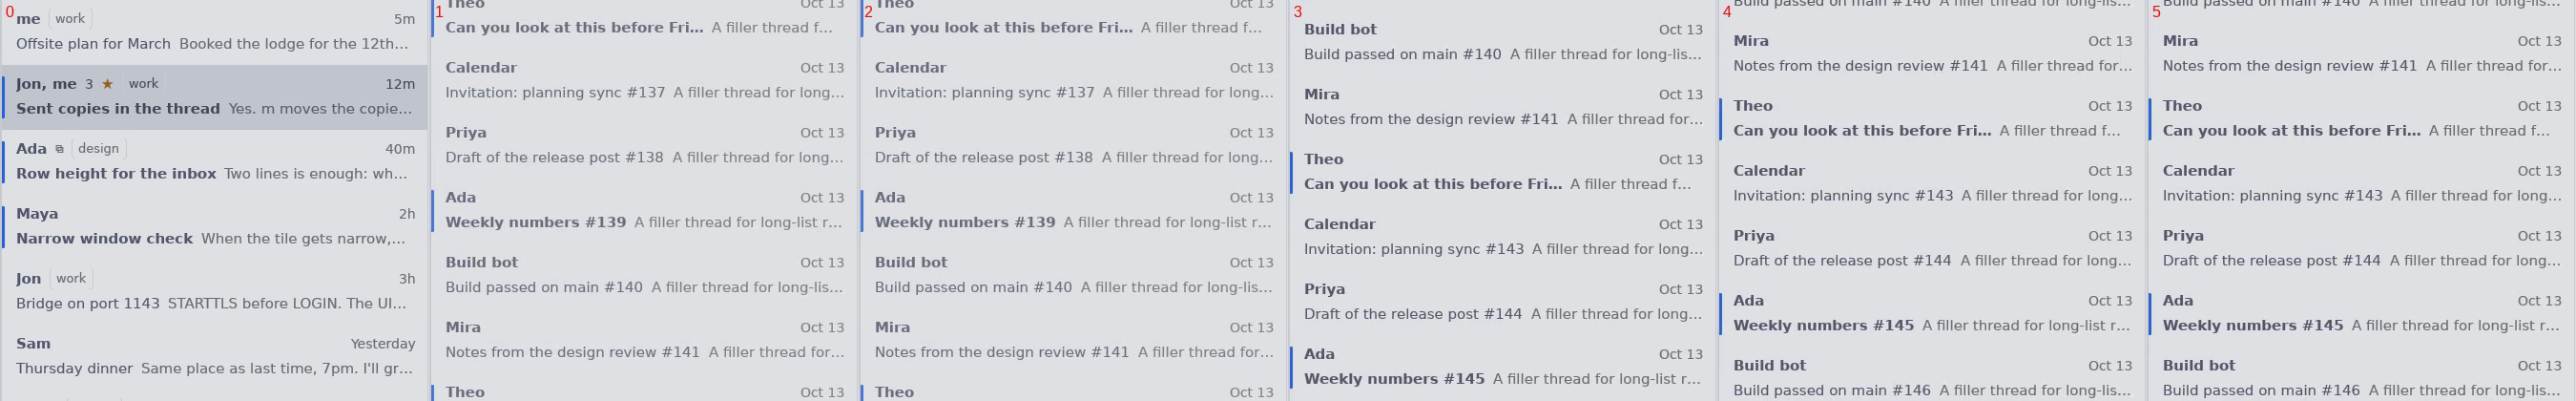 0
me work 5m
Offsite plan for March Booked the lodge for the 12th…
Jon, me 3 ★ work 12m
Sent copies in the thread Yes. m moves the copie…
Ada design 40m
Row height for the inbox Two lines is enough: wh…
Maya 2h
Narrow window check When the tile gets narrow,…
Jon work 3h
Bridge on port 1143 STARTTLS before LOGIN. The UI…
Sam Yesterday
Thursday dinner Same place as last time, 7pm. I'll gr…
1
Theo Oct 13
Can you look at this before Fri… A filler thread f…
Calendar Oct 13
Invitation: planning sync #137 A filler thread for long…
Priya Oct 13
Draft of the release post #138 A filler thread for long…
Ada Oct 13
Weekly numbers #139 A filler thread for long-list r…
Build bot Oct 13
Build passed on main #140 A filler thread for long-lis…
Mira Oct 13
Notes from the design review #141 A filler thread for…
Theo Oct 13
2
Theo Oct 13
Can you look at this before Fri… A filler thread f…
Calendar Oct 13
Invitation: planning sync #137 A filler thread for long…
Priya Oct 13
Draft of the release post #138 A filler thread for long…
Ada Oct 13
Weekly numbers #139 A filler thread for long-list r…
Build bot Oct 13
Build passed on main #140 A filler thread for long-lis…
Mira Oct 13
Notes from the design review #141 A filler thread for…
Theo Oct 13
3
Build bot Oct 13
Build passed on main #140 A filler thread for long-lis…
Mira Oct 13
Notes from the design review #141 A filler thread for…
Theo Oct 13
Can you look at this before Fri… A filler thread f…
Calendar Oct 13
Invitation: planning sync #143 A filler thread for long…
Priya Oct 13
Draft of the release post #144 A filler thread for long…
Ada Oct 13
Weekly numbers #145 A filler thread for long-list r…
4
Build passed on main #140 A filler thread for long-lis…
Mira Oct 13
Notes from the design review #141 A filler thread for…
Theo Oct 13
Can you look at this before Fri… A filler thread f…
Calendar Oct 13
Invitation: planning sync #143 A filler thread for long…
Priya Oct 13
Draft of the release post #144 A filler thread for long…
Ada Oct 13
Weekly numbers #145 A filler thread for long-list r…
Build bot Oct 13
Build passed on main #146 A filler thread for long-lis…
5
Build passed on main #140 A filler thread for long-lis…
Mira Oct 13
Notes from the design review #141 A filler thread for…
Theo Oct 13
Can you look at this before Fri… A filler thread f…
Calendar Oct 13
Invitation: planning sync #143 A filler thread for long…
Priya Oct 13
Draft of the release post #144 A filler thread for long…
Ada Oct 13
Weekly numbers #145 A filler thread for long-list r…
Build bot Oct 13
Build passed on main #146 A filler thread for long-lis…